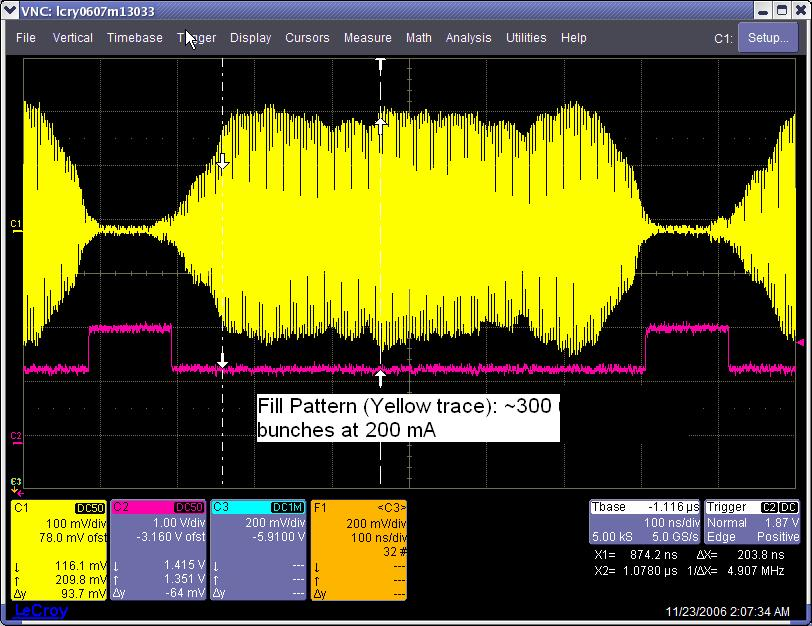 VNC: lcry0607m13033
File Vertical Timebase Trigger Display Cursors Measure Math Analysis Utilities Help C1: Setup...
C1
C2
C3
Fill Pattern (Yellow trace): ~300
bunches at 200 mA
C1 DC50
100 mV/div
78.0 mV ofst
↓ 116.1 mV
↑ 209.8 mV
Δy 93.7 mV
C2 DC50
1.00 V/div
-3.160 V ofst
↓ 1.415 V
↑ 1.351 V
Δy -64 mV
C3 DC1M
200 mV/div
-5.9100 V
↓ ---
↑ ---
Δy ---
F1 <C3>
200 mV/div
100 ns/div
32 #
↓ ---
↑ ---
Δy ---
Tbase -1.116 µs
100 ns/div
5.00 kS 5.0 GS/s
Trigger C2 DC
Normal 1.87 V
Edge Positive
X1= 874.2 ns ΔX= 203.8 ns
X2= 1.0780 µs 1/ΔX= 4.907 MHz
LeCroy
11/23/2006 2:07:34 AM